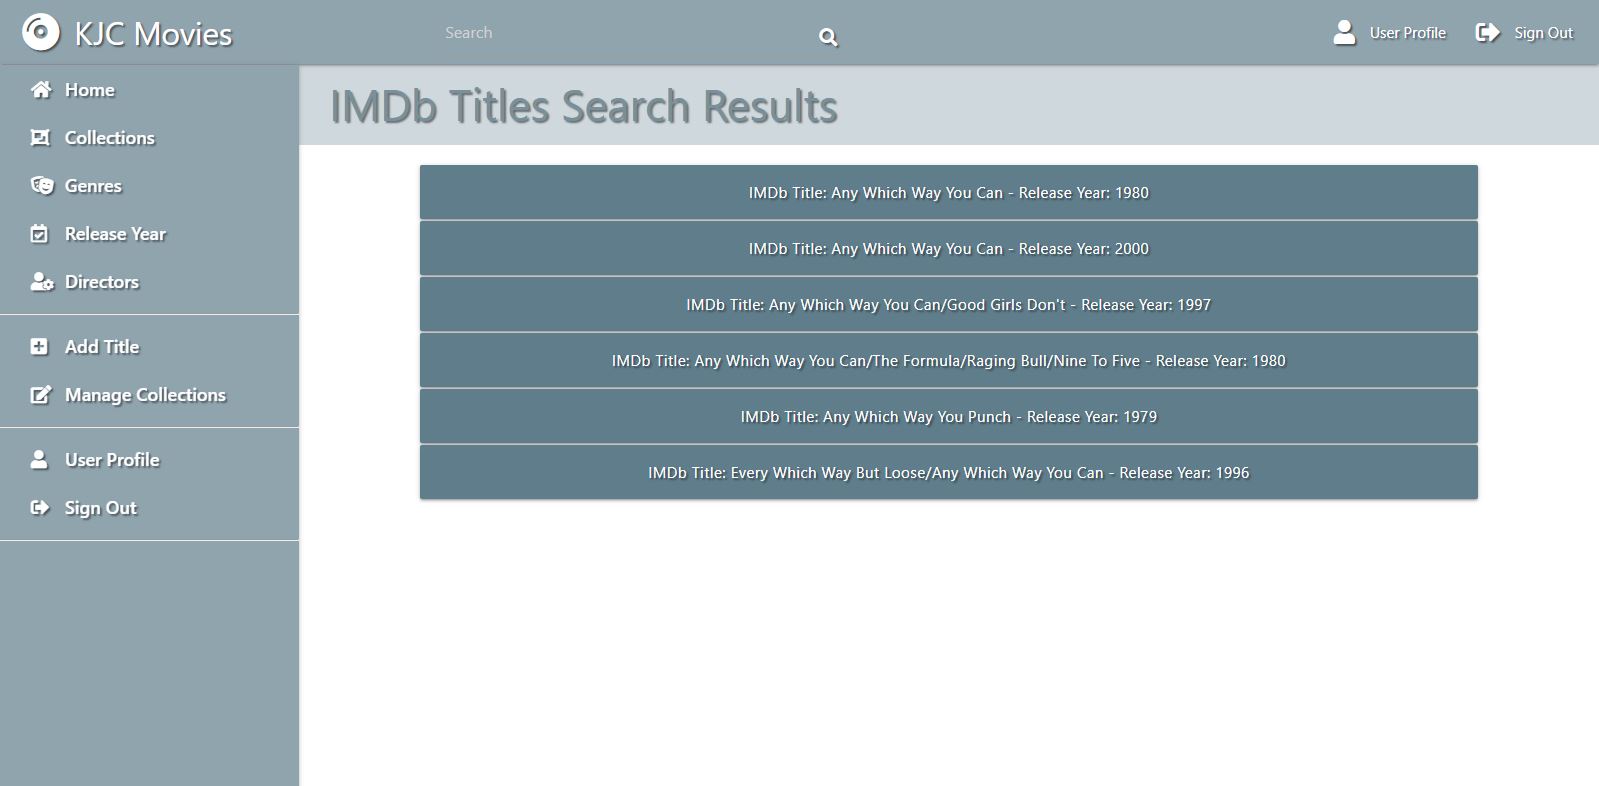 KJC Movies
Search
User Profile
Sign Out
Home
Collections
Genres
Release Year
Directors
Add Title
Manage Collections
User Profile
Sign Out
IMDb Titles Search Results
IMDb Title: Any Which Way You Can - Release Year: 1980
IMDb Title: Any Which Way You Can - Release Year: 2000
IMDb Title: Any Which Way You Can/Good Girls Don't - Release Year: 1997
IMDb Title: Any Which Way You Can/The Formula/Raging Bull/Nine To Five - Release Year: 1980
IMDb Title: Any Which Way You Punch - Release Year: 1979
IMDb Title: Every Which Way But Loose/Any Which Way You Can - Release Year: 1996